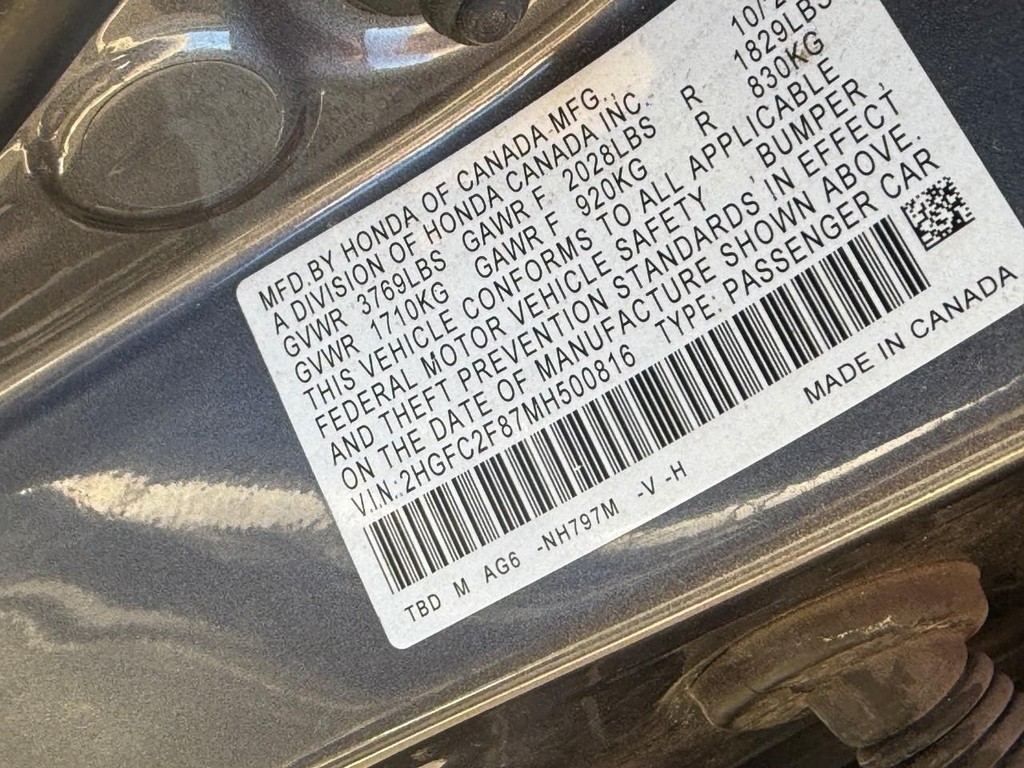 MFD.BY HONDA OF CANADA-MFG., 10/
A DIVISION OF HONDA CANADA INC.
GVWR 3769LBS GAWR F 2028LBS R 1829LBS
GVWR 1710KG GAWR F 920KG R 830KG
THIS VEHICLE CONFORMS TO ALL APPLICABLE
FEDERAL MOTOR VEHICLE SAFETY , BUMPER ,
AND THEFT PREVENTION STANDARDS IN EFFECT
ON THE DATE OF MANUFACTURE SHOWN ABOVE.
V.I.N.:2HGFC2F87MH500816 TYPE: PASSENGER CAR
TBD M AG6 -NH797M -V -H MADE IN CANADA